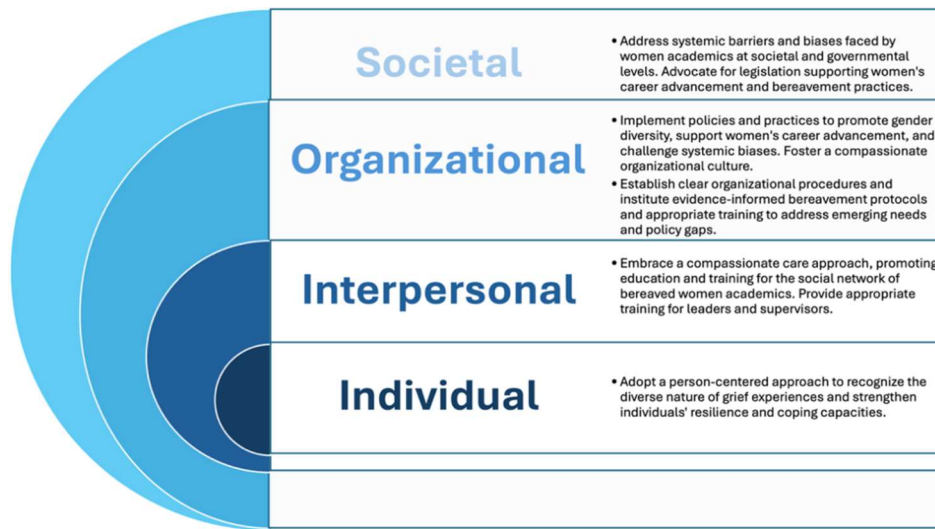 Societal
• Address systemic barriers and biases faced by
women academics at societal and governmental
levels. Advocate for legislation supporting women's
career advancement and bereavement practices.
Organizational
• Implement policies and practices to promote gender
diversity, support women's career advancement, and
challenge systemic biases. Foster a compassionate
organizational culture.
• Establish clear organizational procedures and
institute evidence-informed bereavement protocols
and appropriate training to address emerging needs
and policy gaps.
Interpersonal
• Embrace a compassionate care approach, promoting
education and training for the social network of
bereaved women academics. Provide appropriate
training for leaders and supervisors.
Individual
• Adopt a person-centered approach to recognize the
diverse nature of grief experiences and strengthen
individuals' resilience and coping capacities.